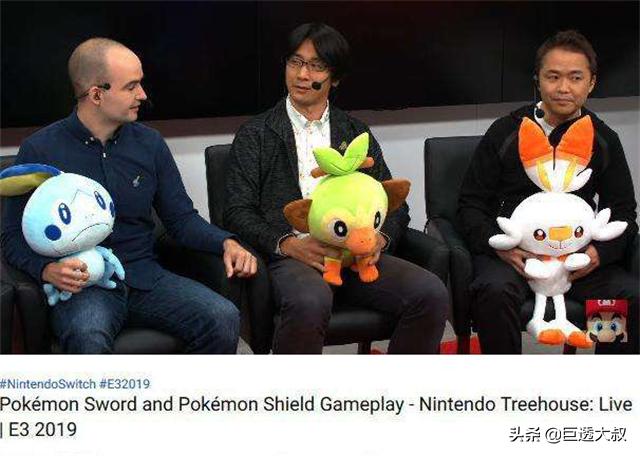 #NintendoSwitch #E32019
Pokémon Sword and Pokémon Shield Gameplay - Nintendo Treehouse: Live
| E3 2019
头条 @巨透大叔